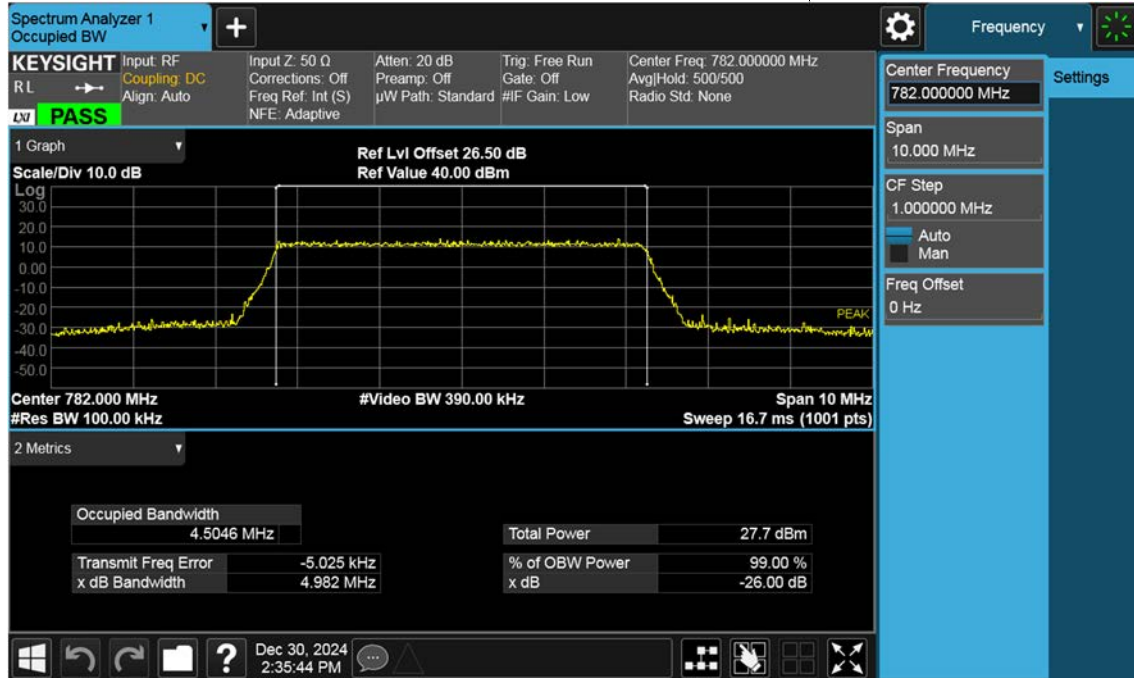 Spectrum Analyzer 1
Occupied BW
+
Frequency
KEYSIGHT
RL
LXI PASS
Input: RF
Coupling: DC
Align: Auto
Input Z: 50 Ω
Corrections: Off
Freq Ref: Int (S)
NFE: Adaptive
Atten: 20 dB
Preamp: Off
µW Path: Standard
Trig: Free Run
Gate: Off
#IF Gain: Low
Center Freq: 782.000000 MHz
Avg|Hold: 500/500
Radio Std: None
Center Frequency
782.000000 MHz
Settings
Span
10.000 MHz
CF Step
1.000000 MHz
Auto
Man
Freq Offset
0 Hz
1 Graph
Scale/Div 10.0 dB
Ref Lvl Offset 26.50 dB
Ref Value 40.00 dBm
Log
30.0
20.0
10.0
0.00
-10.0
-20.0
-30.0
-40.0
-50.0
PEAK
Center 782.000 MHz
#Video BW 390.00 kHz
Span 10 MHz
#Res BW 100.00 kHz
Sweep 16.7 ms (1001 pts)
2 Metrics
Occupied Bandwidth
4.5046 MHz
Total Power 27.7 dBm
Transmit Freq Error -5.025 kHz
% of OBW Power 99.00 %
x dB Bandwidth 4.982 MHz
x dB -26.00 dB
?
Dec 30, 2024
2:35:44 PM